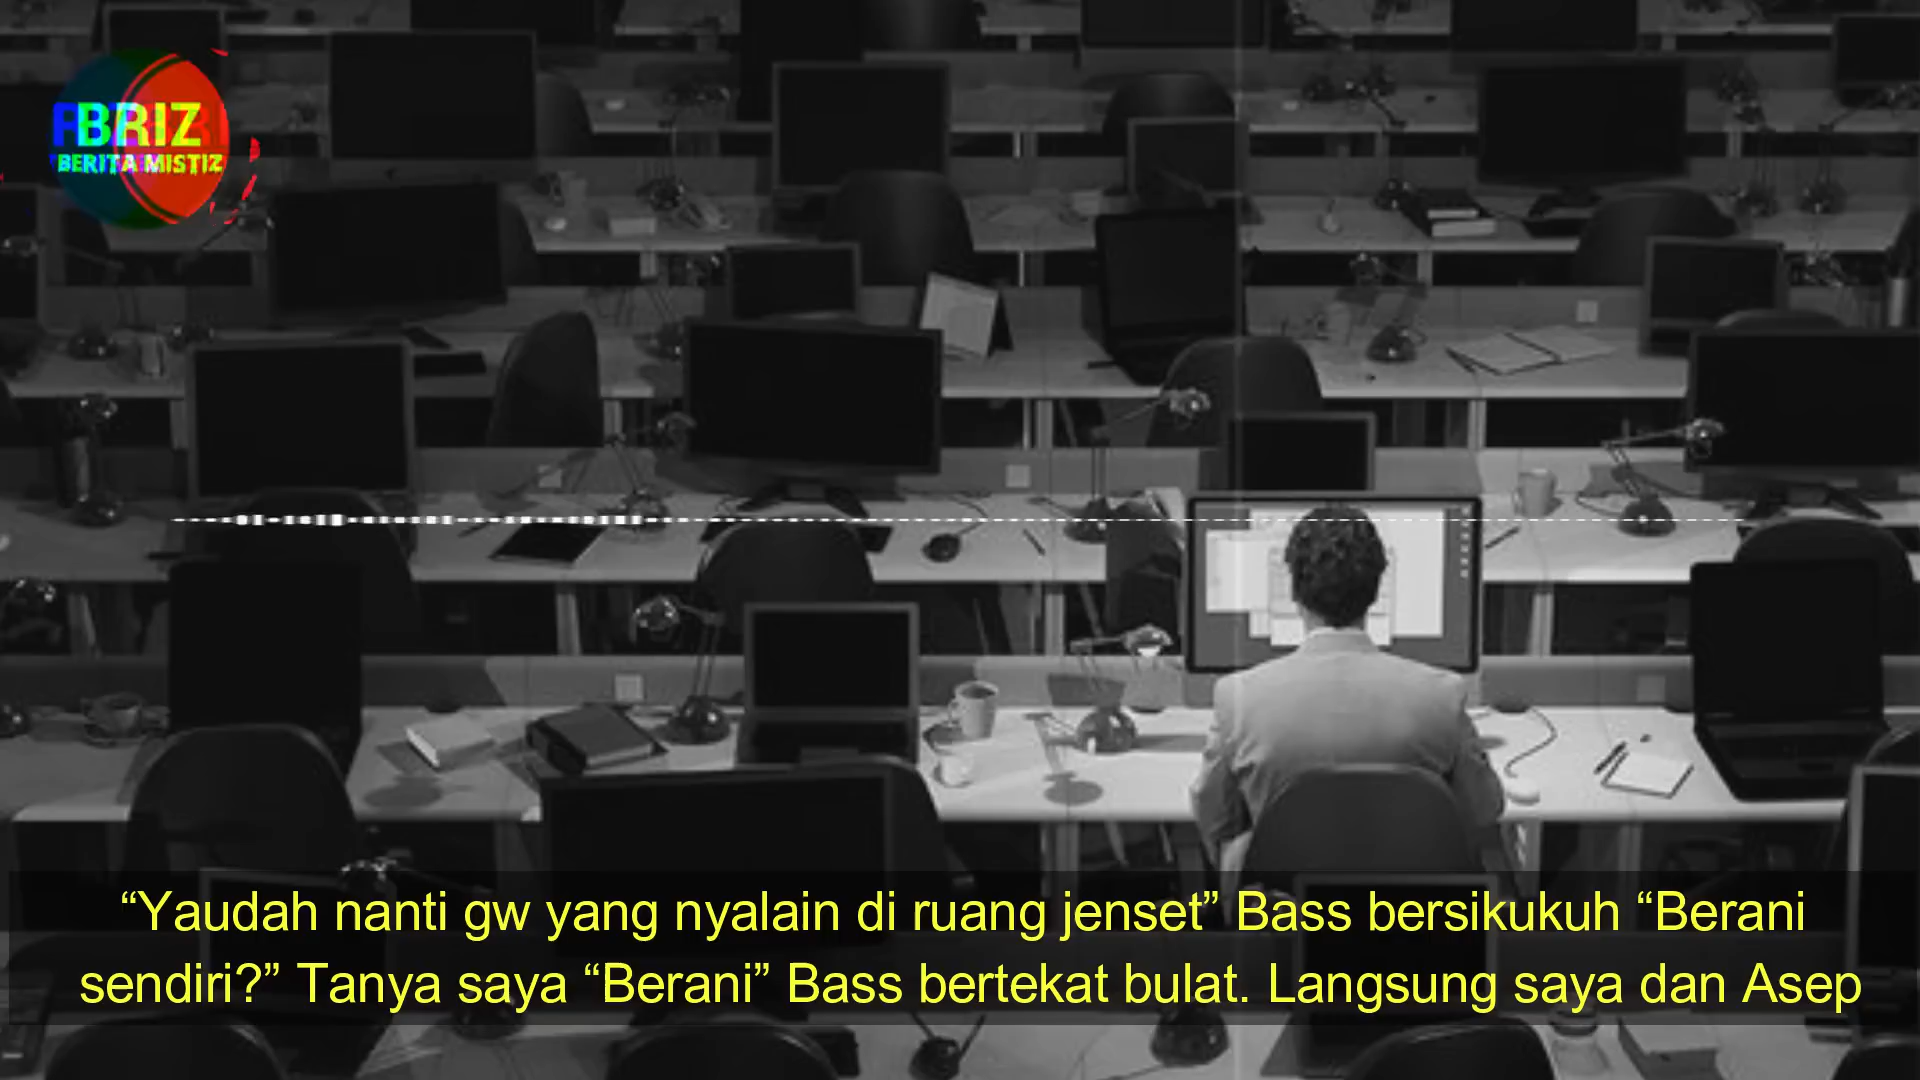 BRIZ
BERITA MISTIZ
“Yaudah nanti gw yang nyalain di ruang jenset” Bass bersikukuh “Berani
sendiri?” Tanya saya “Berani” Bass bertekat bulat. Langsung saya dan Asep